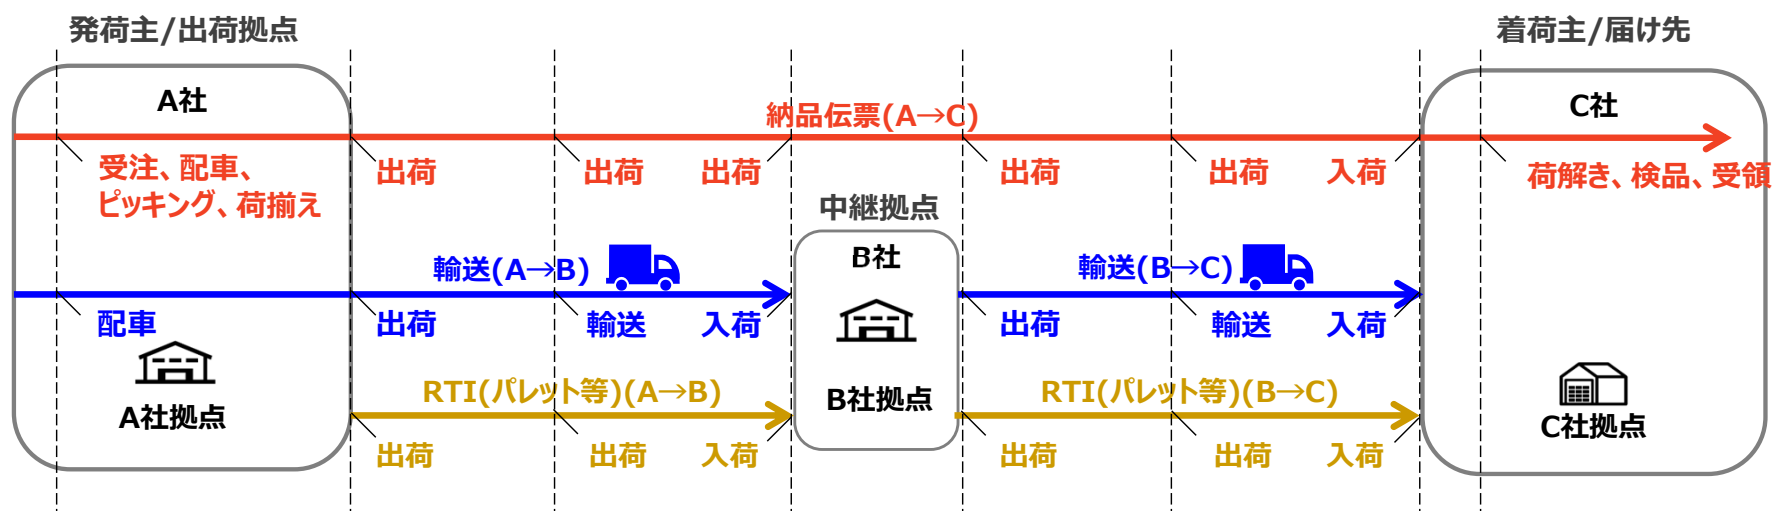 発荷主/出荷拠点
着荷主/届け先
A社
納品伝票(A→C)
C社
受注、配車、
ピッキング、荷揃え
出荷
出荷
出荷
出荷
出荷
入荷
荷解き、検品、受領
中継拠点
B社
輸送(A→B)
輸送(B→C)
配車
出荷
輸送
入荷
出荷
輸送
入荷
RTI(パレット等)(A→B)
B社拠点
RTI(パレット等)(B→C)
A社拠点
C社拠点
出荷
出荷
入荷
出荷
出荷
入荷